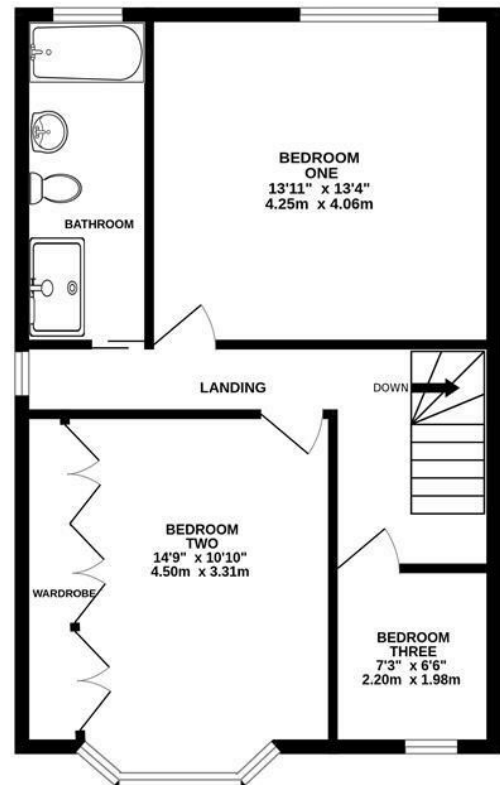 BEDROOM
ONE
13'11" x 13'4"
4.25m x 4.06m
BATHROOM
LANDING
DOWN
BEDROOM
TWO
14'9" x 10'10"
4.50m x 3.31m
WARDROBE
BEDROOM
THREE
7'3" x 6'6"
2.20m x 1.98m